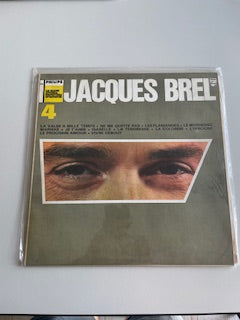 PHILIPS
JACQUES BREL
4
LA VALSE A MILLE TEMPS • NE ME QUITTE PAS • LES FLAMANDES • LE MORIBOND
MARIEKE • JE T'AIME • ISABELLE • LA TENDRESSE • LA COLOMBE • L'IVROGNE
LE PROCHAIN AMOUR • VIVRE DEBOUT